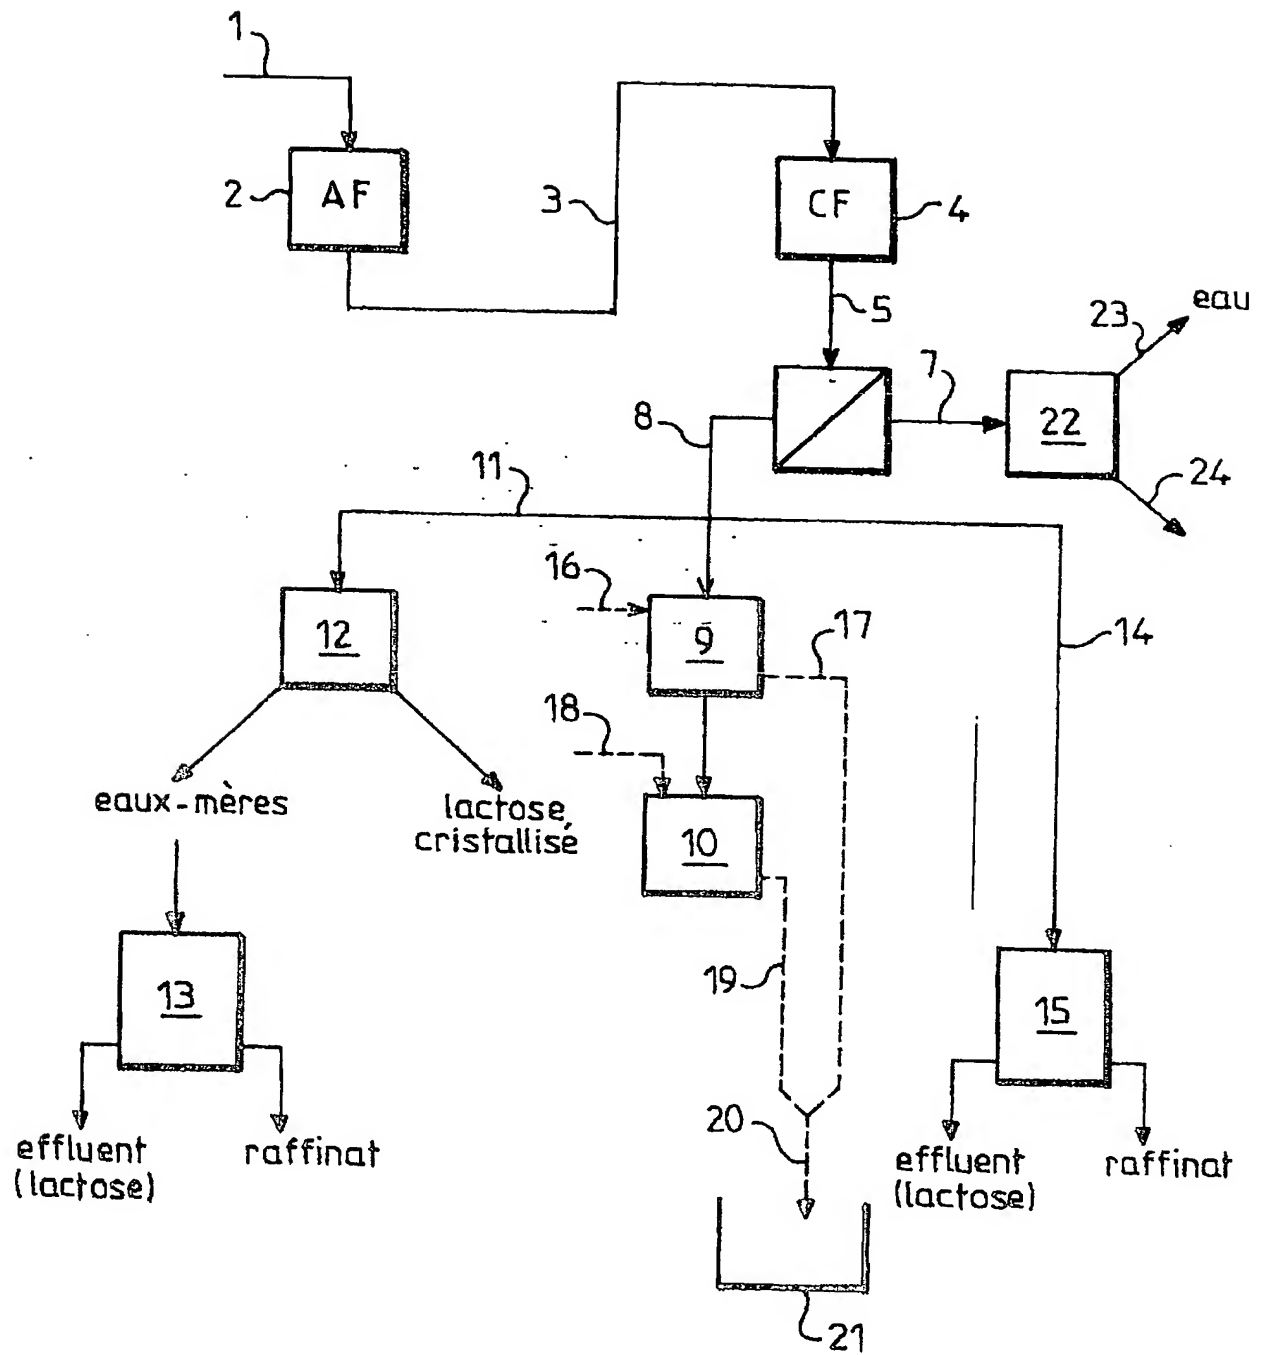 1
2
AF
3
CF
4
5
23
eau
7
8
22
24
11
16
12
9
17
14
18
eaux-mères
lactose
cristallisé
10
13
19
15
20
effluent
(lactose)
raffinat
effluent
(lactose)
raffinat
21